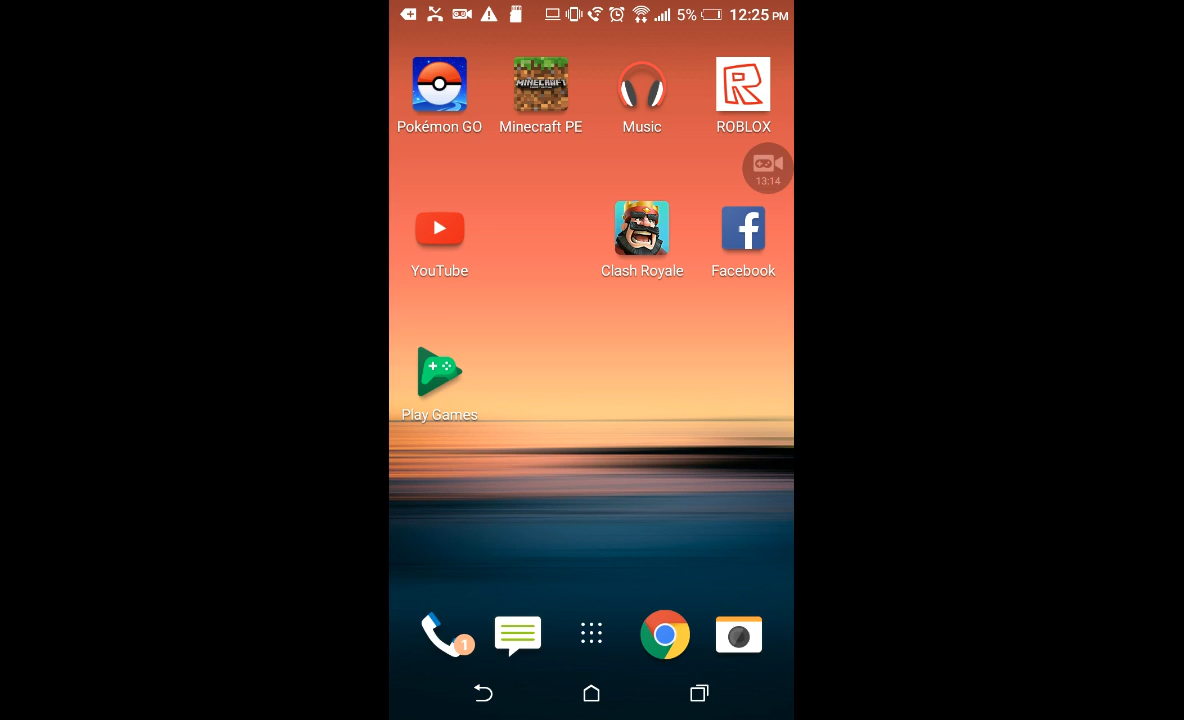 5% 12:25 PM
MINECRAFT
Pokémon GO Minecraft PE Music ROBLOX
13:14
YouTube Clash Royale Facebook
Play Games
1